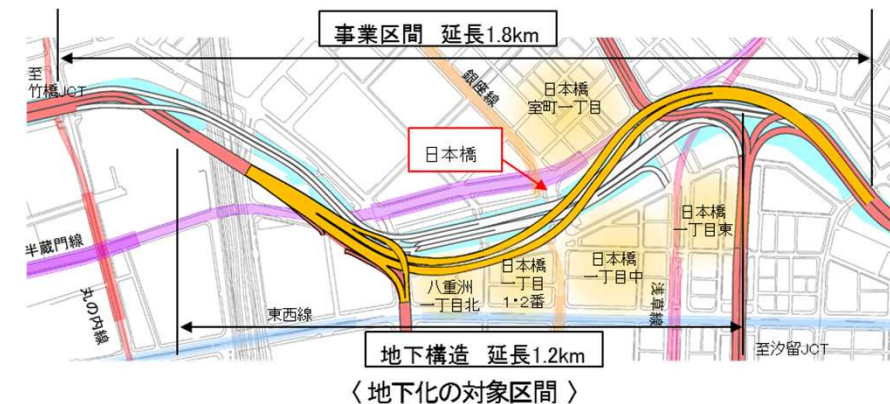 事業区間 延長1.8km
至
竹橋JCT
銀座線
日本橋
室町一丁目
日本橋
半蔵門線
丸の内線
東西線
八重洲
一丁目北
日本橋
一丁目
1・2番
日本橋
一丁目中
日本橋
一丁目東
浅草線
地下構造 延長1.2km
至汐留JCT
〈 地下化の対象区間 〉